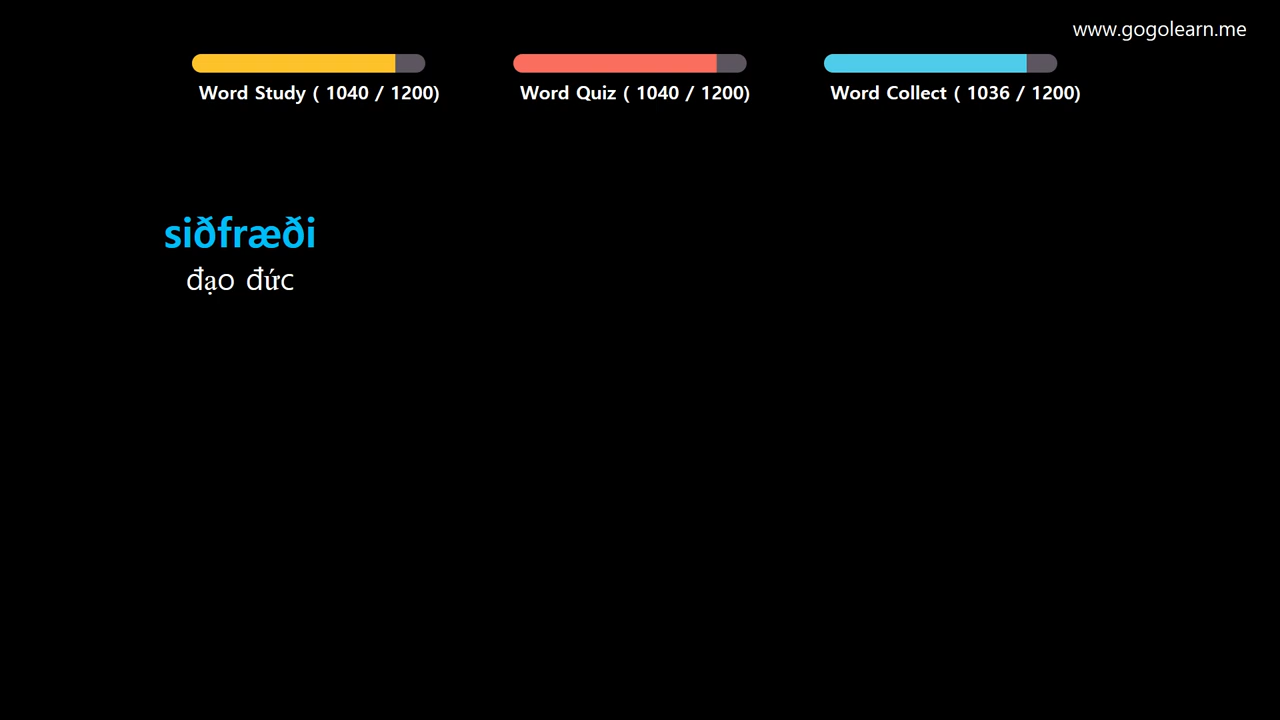 www.gogolearn.me
Word Study ( 1040 / 1200)
Word Quiz ( 1040 / 1200)
Word Collect ( 1036 / 1200)
siðfræði
đạo đức